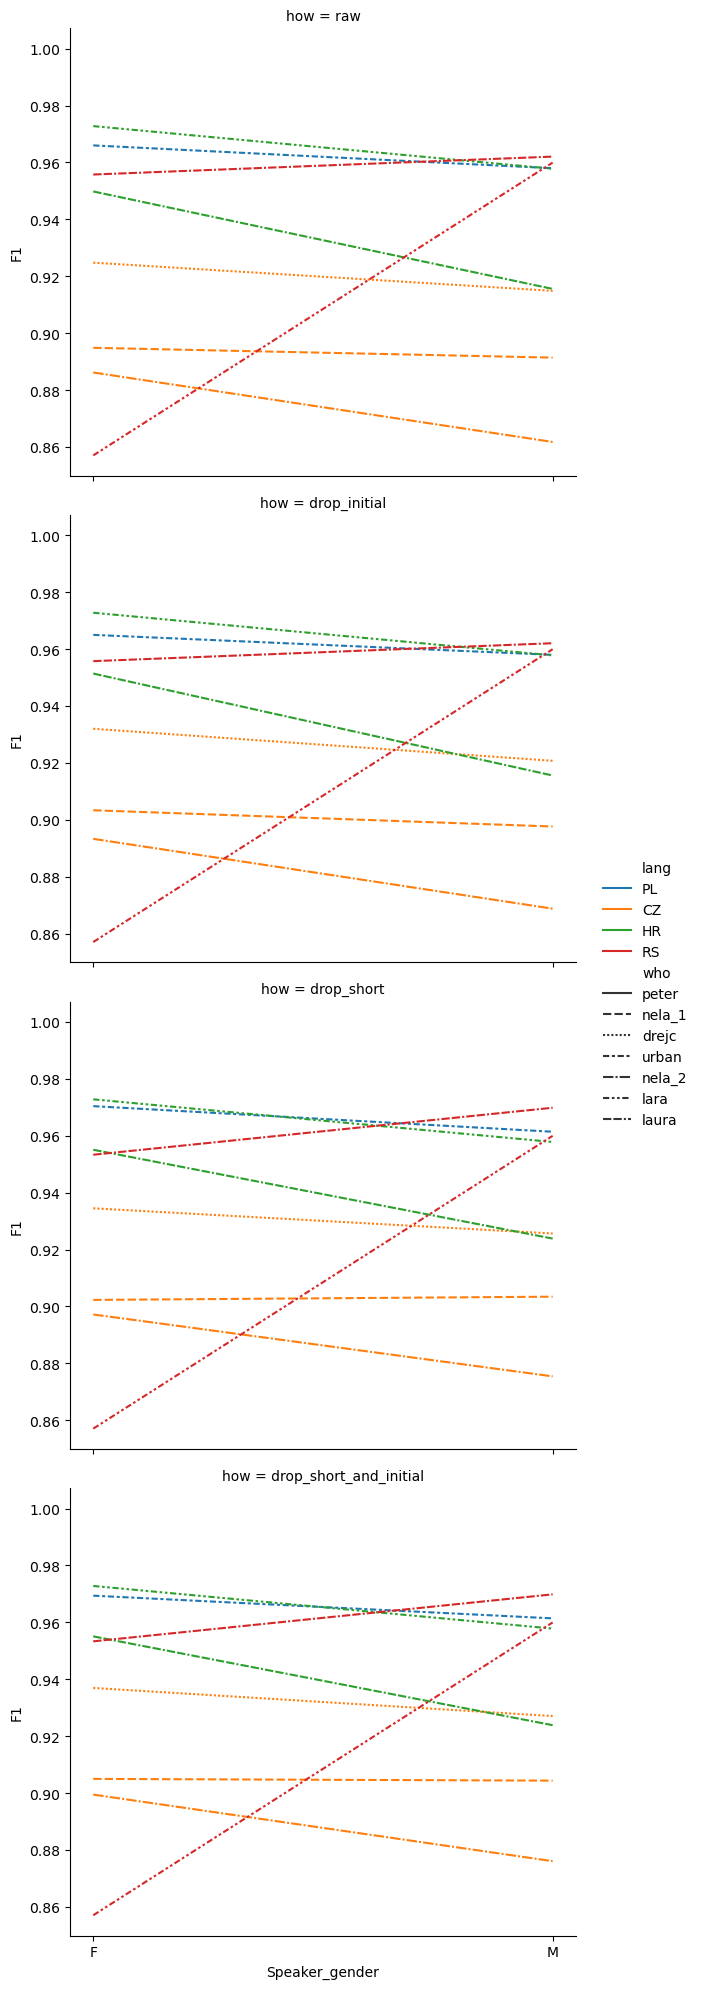 how = raw
1.00
0.98
0.96
0.94
0.92
0.90
0.88
0.86
F1
how = drop_initial
1.00
0.98
0.96
0.94
0.92
0.90
0.88
0.86
F1
lang
PL
CZ
HR
RS
who
peter
nela_1
drejc
urban
nela_2
lara
laura
how = drop_short
1.00
0.98
0.96
0.94
0.92
0.90
0.88
0.86
F1
how = drop_short_and_initial
1.00
0.98
0.96
0.94
0.92
0.90
0.88
0.86
F1
F M
Speaker_gender